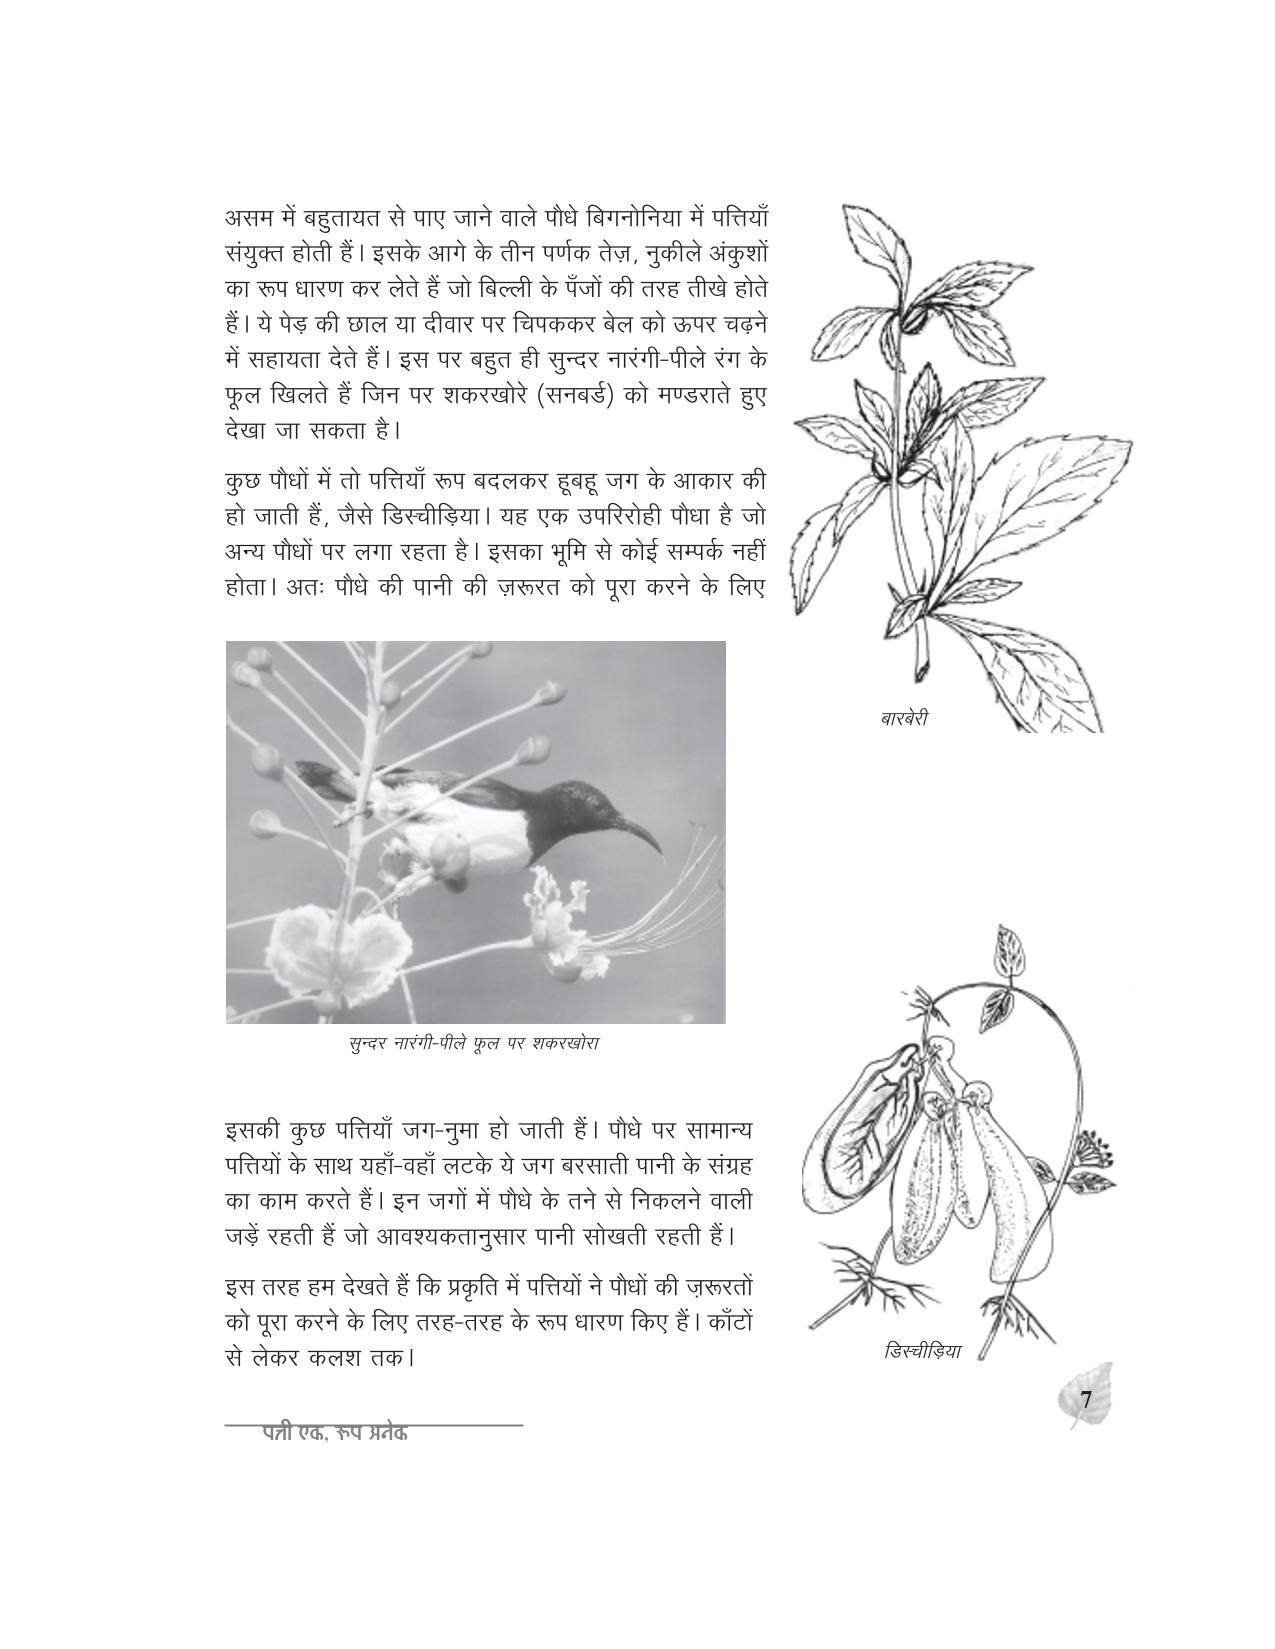 असम में बहुतायत से पाए जाने वाले पौधे बिगनोनिया में पत्तियाँ
संयुक्त होती हैं। इसके आगे के तीन पर्णक तेज़, नुकीले अंकुशों
का रूप धारण कर लेते हैं जो बिल्ली के पँजों की तरह तीखे होते
हैं। ये पेड़ की छाल या दीवार पर चिपककर बेल को ऊपर चढ़ने
में सहायता देते हैं। इस पर बहुत ही सुन्दर नारंगी-पीले रंग के
फूल खिलते हैं जिन पर शकरखोरे (सनबर्ड) को मण्डराते हुए
देखा जा सकता है।
कुछ पौधों में तो पत्तियाँ रूप बदलकर हूबहू जग के आकार की
हो जाती हैं, जैसे डिस्चीड़िया। यह एक उपरिरोही पौधा है जो
अन्य पौधों पर लगा रहता है। इसका भूमि से कोई सम्पर्क नहीं
होता। अतः पौधे की पानी की ज़रूरत को पूरा करने के लिए
बारबेरी
सुन्दर नारंगी-पीले फूल पर शकरखोरा
इसकी कुछ पत्तियाँ जग-नुमा हो जाती हैं। पौधे पर सामान्य
पत्तियों के साथ यहाँ-वहाँ लटके ये जग बरसाती पानी के संग्रह
का काम करते हैं। इन जगों में पौधे के तने से निकलने वाली
जड़ें रहती हैं जो आवश्यकतानुसार पानी सोखती रहती हैं।
इस तरह हम देखते हैं कि प्रकृति में पत्तियों ने पौधों की ज़रूरतों
को पूरा करने के लिए तरह-तरह के रूप धारण किए हैं। काँटों
से लेकर कलश तक।
डिस्चीड़िया
7
पत्ती एक, रूप अनेक